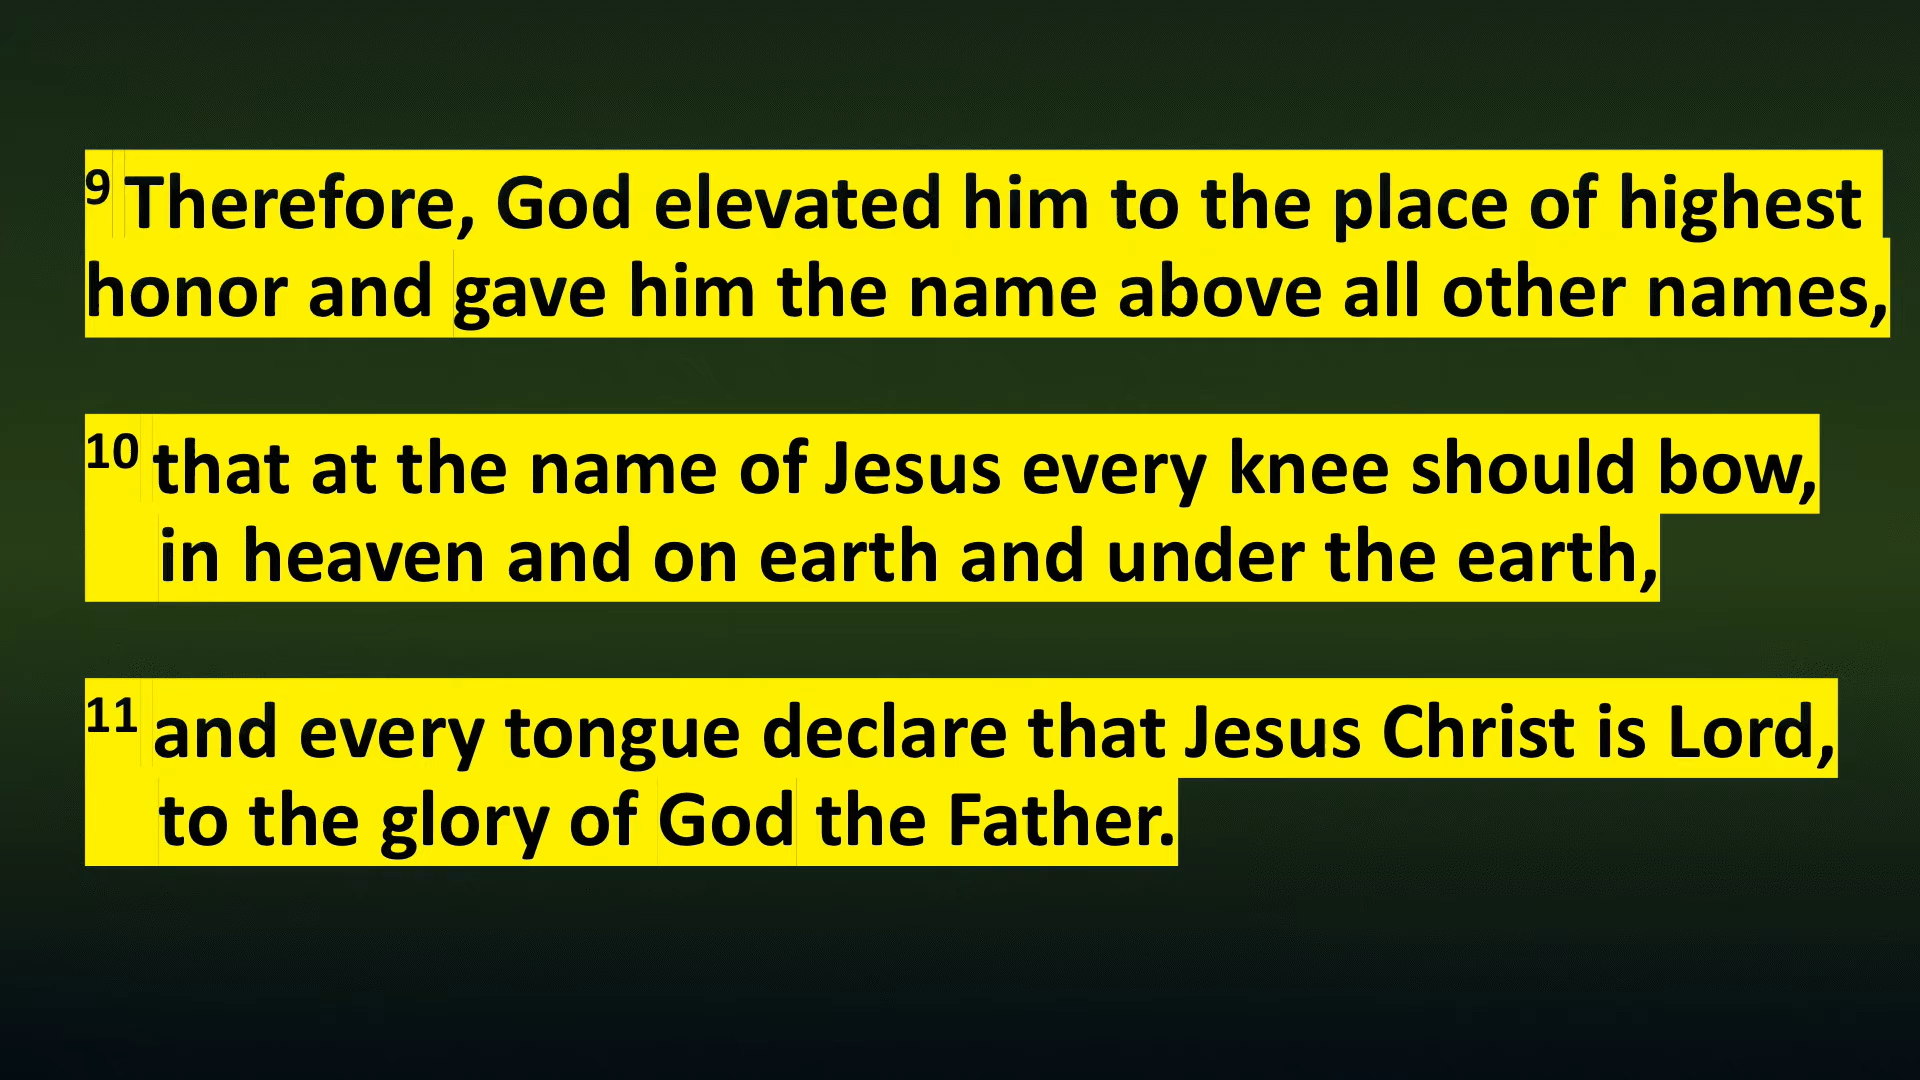 9 Therefore, God elevated him to the place of highest
honor and gave him the name above all other names,
10 that at the name of Jesus every knee should bow,
in heaven and on earth and under the earth,
11 and every tongue declare that Jesus Christ is Lord,
to the glory of God the Father.